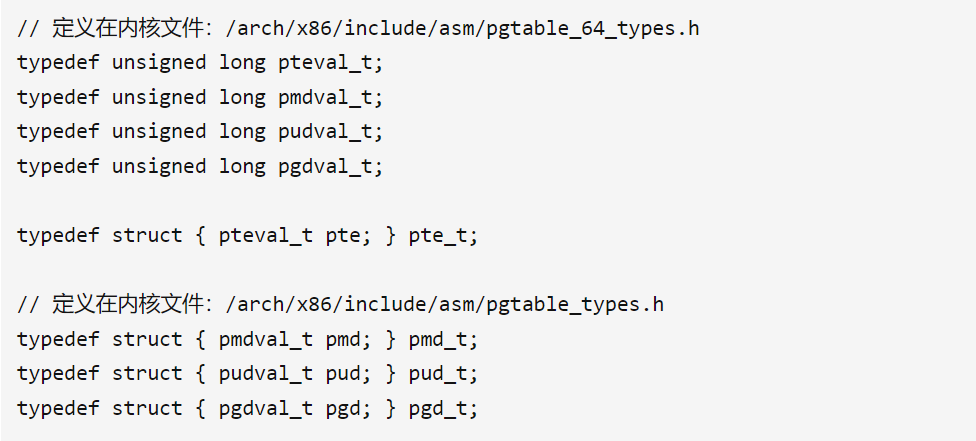 // 定义在内核文件：/arch/x86/include/asm/pgtable_64_types.h
typedef unsigned long pteval_t;
typedef unsigned long pmdval_t;
typedef unsigned long pudval_t;
typedef unsigned long pgdval_t;
typedef struct { pteval_t pte; } pte_t;
// 定义在内核文件：/arch/x86/include/asm/pgtable_types.h
typedef struct { pmdval_t pmd; } pmd_t;
typedef struct { pudval_t pud; } pud_t;
typedef struct { pgdval_t pgd; } pgd_t;